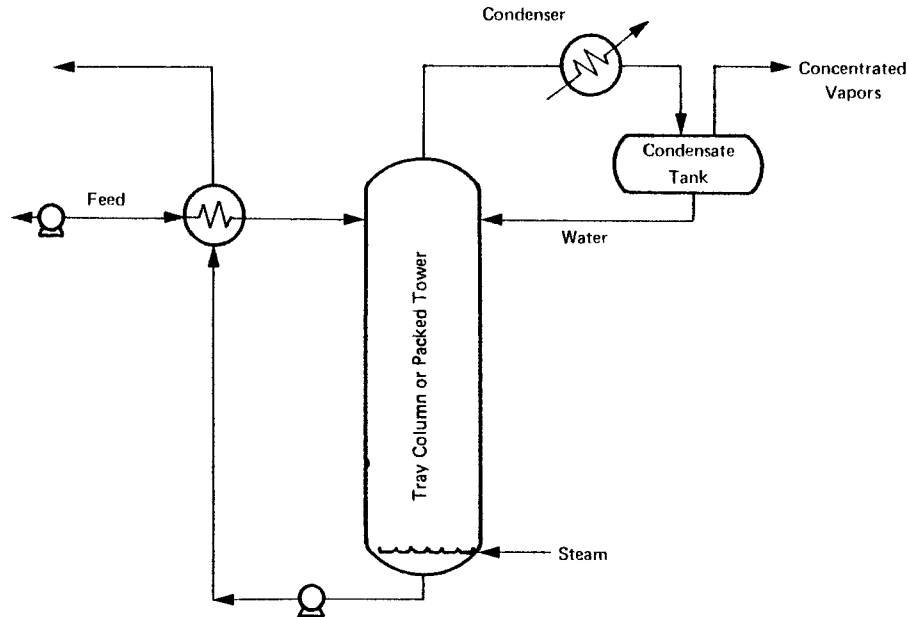 Condenser
Concentrated
Vapors
Condensate
Tank
Feed
Water
Tray Column or Packed Tower
Steam